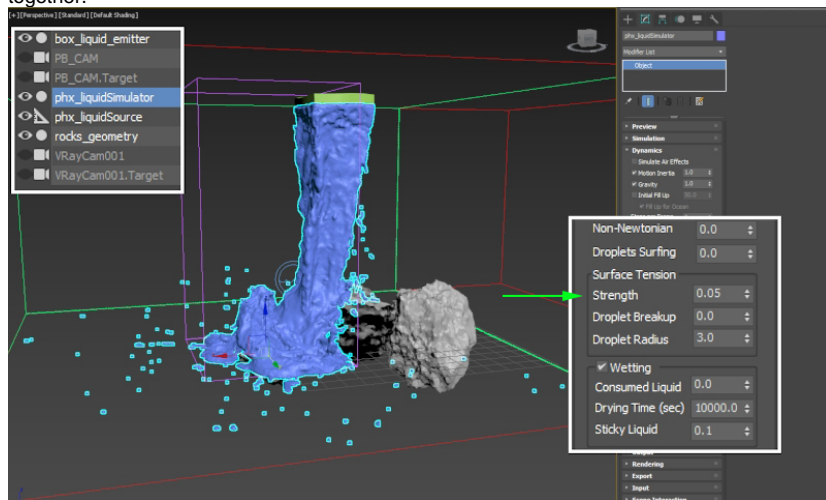 together.
[+] [Perspective] [Standard] [Default Shading]
box_liquid_emitter
PB_CAM
PB_CAM.Target
phx_liquidSimulator
phx_liquidSource
rocks_geometry
VRayCam001
VRayCam001.Target
phx_liquidSimulator
Modifier List
Object
Preview
Simulation
Dynamics
Simulate Air Effects
Motion Inertia 1.0
Gravity 1.0
Initial Fill Up
Fill Up for Ocean
Non-Newtonian 0.0
Droplets Surfing 0.0
Surface Tension
Strength 0.05
Droplet Breakup 0.0
Droplet Radius 3.0
Wetting
Consumed Liquid 0.0
Drying Time (sec) 10000.0
Sticky Liquid 0.1
Rendering
Export
Input
Scene Interaction